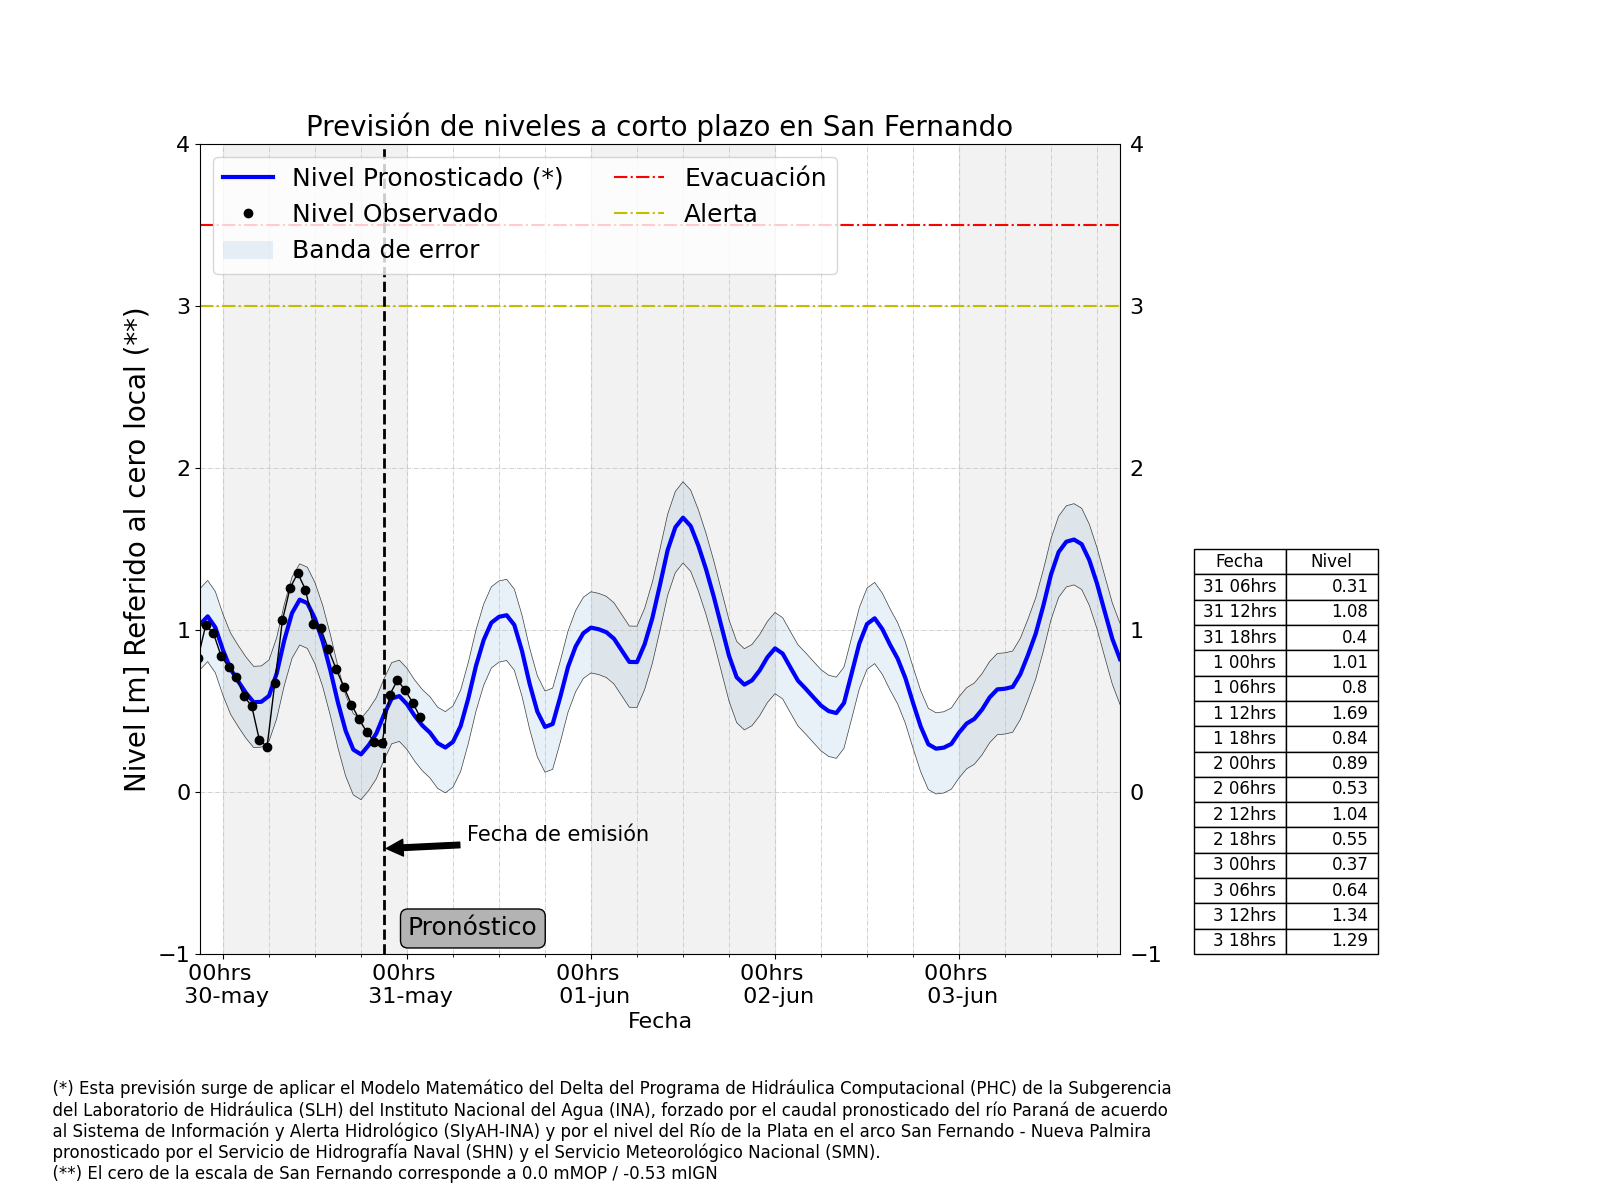 Previsión de niveles a corto plazo en San Fernando
Nivel Pronosticado (*)
Nivel Observado
Banda de error
Evacuación
Alerta
Nivel [m] Referido al cero local (**)
4
3
2
1
0
−1
4
3
2
1
0
−1
Fecha de emisión
Pronóstico
00hrs
30-may
00hrs
31-may
00hrs
01-jun
00hrs
02-jun
00hrs
03-jun
Fecha
Fecha Nivel
31 06hrs 0.31
31 12hrs 1.08
31 18hrs 0.4
1 00hrs 1.01
1 06hrs 0.8
1 12hrs 1.69
1 18hrs 0.84
2 00hrs 0.89
2 06hrs 0.53
2 12hrs 1.04
2 18hrs 0.55
3 00hrs 0.37
3 06hrs 0.64
3 12hrs 1.34
3 18hrs 1.29
(*) Esta previsión surge de aplicar el Modelo Matemático del Delta del Programa de Hidráulica Computacional (PHC) de la Subgerencia
del Laboratorio de Hidráulica (SLH) del Instituto Nacional del Agua (INA), forzado por el caudal pronosticado del río Paraná de acuerdo
al Sistema de Información y Alerta Hidrológico (SIyAH-INA) y por el nivel del Río de la Plata en el arco San Fernando - Nueva Palmira
pronosticado por el Servicio de Hidrografía Naval (SHN) y el Servicio Meteorológico Nacional (SMN).
(**) El cero de la escala de San Fernando corresponde a 0.0 mMOP / -0.53 mIGN